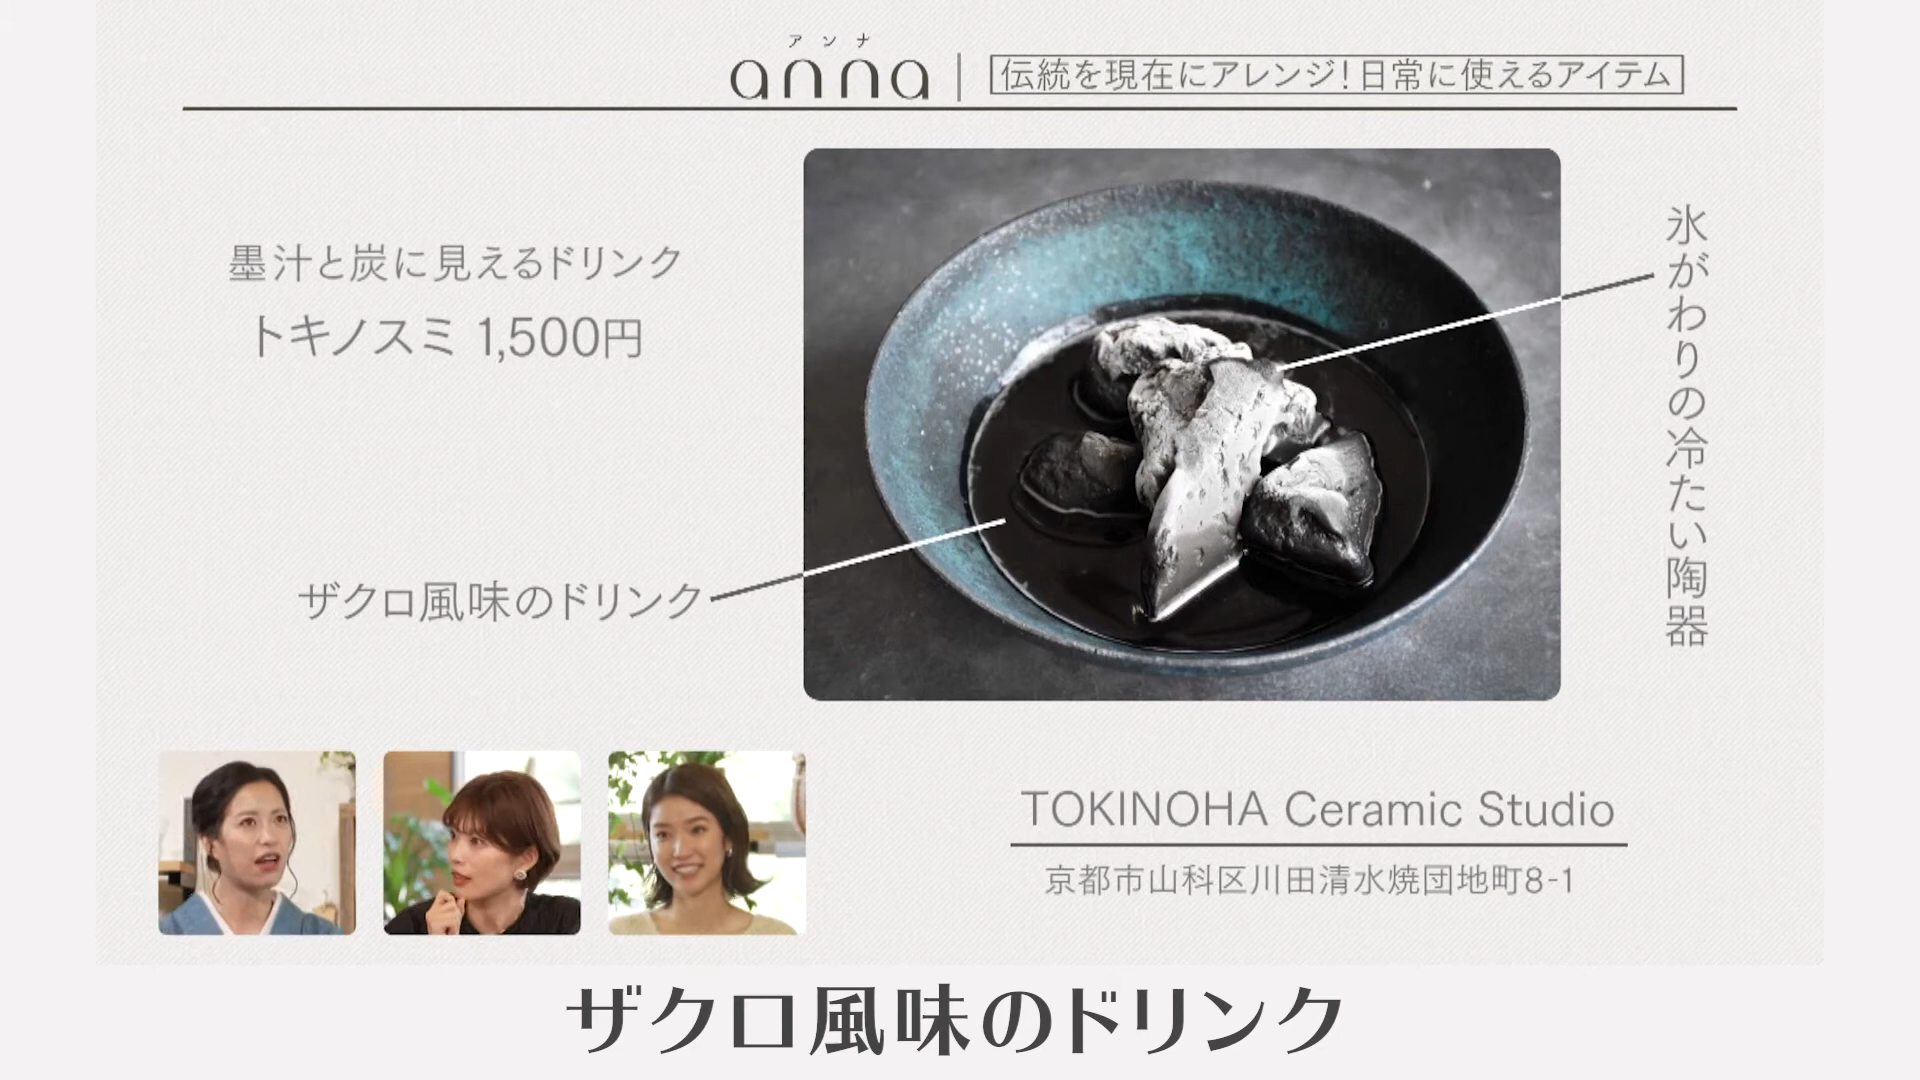 アンナ
anna
伝統を現在にアレンジ!日常に使えるアイテム
墨汁と炭に見えるドリンク
トキノスミ 1,500円
氷がわりの冷たい陶器
ザクロ風味のドリンク
TOKINOHA Ceramic Studio
京都市山科区川田清水焼団地町8-1
ザクロ風味のドリンク